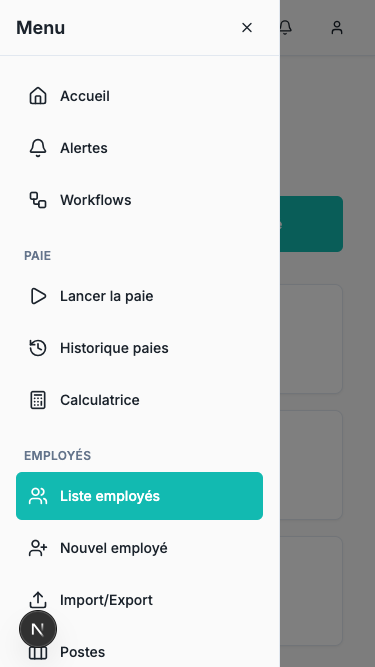 Menu
Accueil
Alertes
Workflows
PAIE
Lancer la paie
Historique paies
Calculatrice
EMPLOYÉS
Liste employés
Nouvel employé
Import/Export
N
Postes